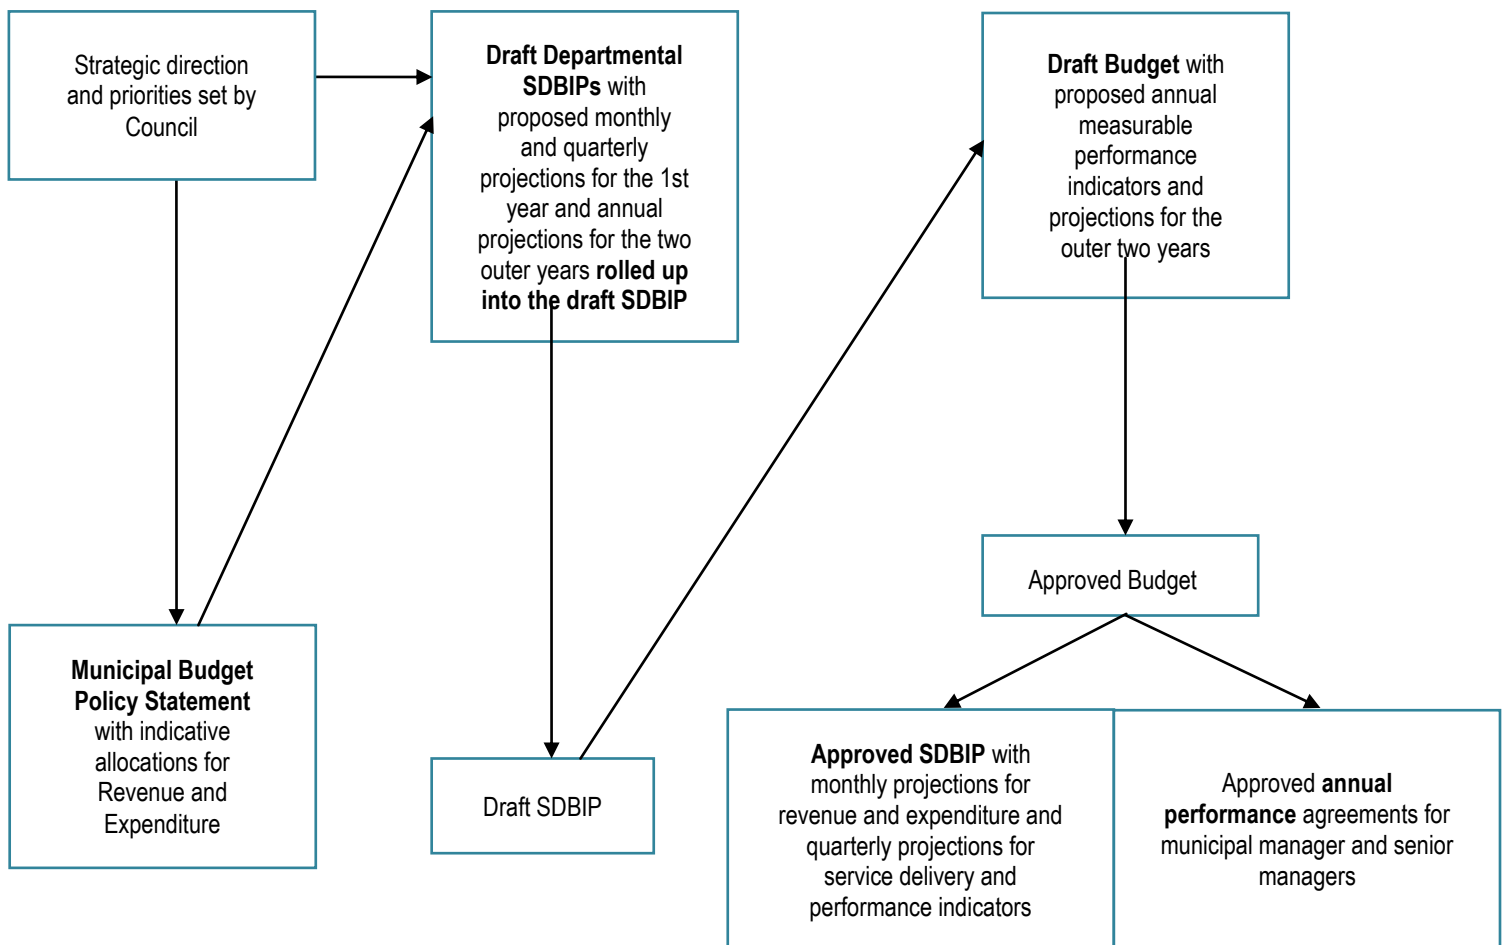 Strategic direction
and priorities set by
Council
Draft Departmental
SDBIPs with
proposed monthly
and quarterly
projections for the 1st
year and annual
projections for the two
outer years rolled up
into the draft SDBIP
Draft Budget with
proposed annual
measurable
performance
indicators and
projections for the
outer two years
Approved Budget
Municipal Budget
Policy Statement
with indicative
allocations for
Revenue and
Expenditure
Draft SDBIP
Approved SDBIP with
monthly projections for
revenue and expenditure and
quarterly projections for
service delivery and
performance indicators
Approved annual
performance agreements for
municipal manager and senior
managers